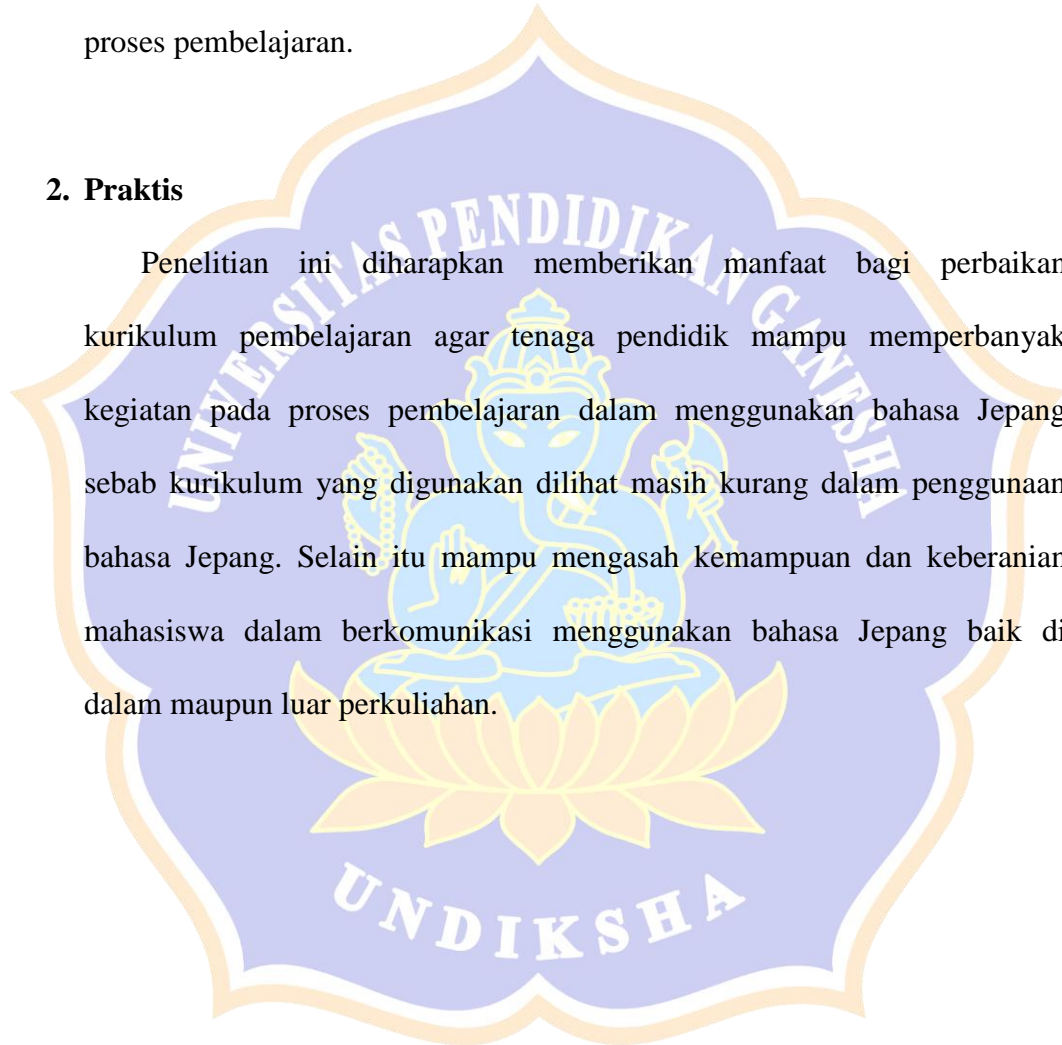 proses pembelajaran.
2. Praktis
UNIVERSITAS PENDIDIKAN GANESHA
Penelitian ini diharapkan memberikan manfaat bagi perbaikan
kurikulum pembelajaran agar tenaga pendidik mampu memperbanyak
kegiatan pada proses pembelajaran dalam menggunakan bahasa Jepang
sebab kurikulum yang digunakan dilihat masih kurang dalam penggunaan
bahasa Jepang. Selain itu mampu mengasah kemampuan dan keberanian
mahasiswa dalam berkomunikasi menggunakan bahasa Jepang baik di
dalam maupun luar perkuliahan.
UNDIKSHA